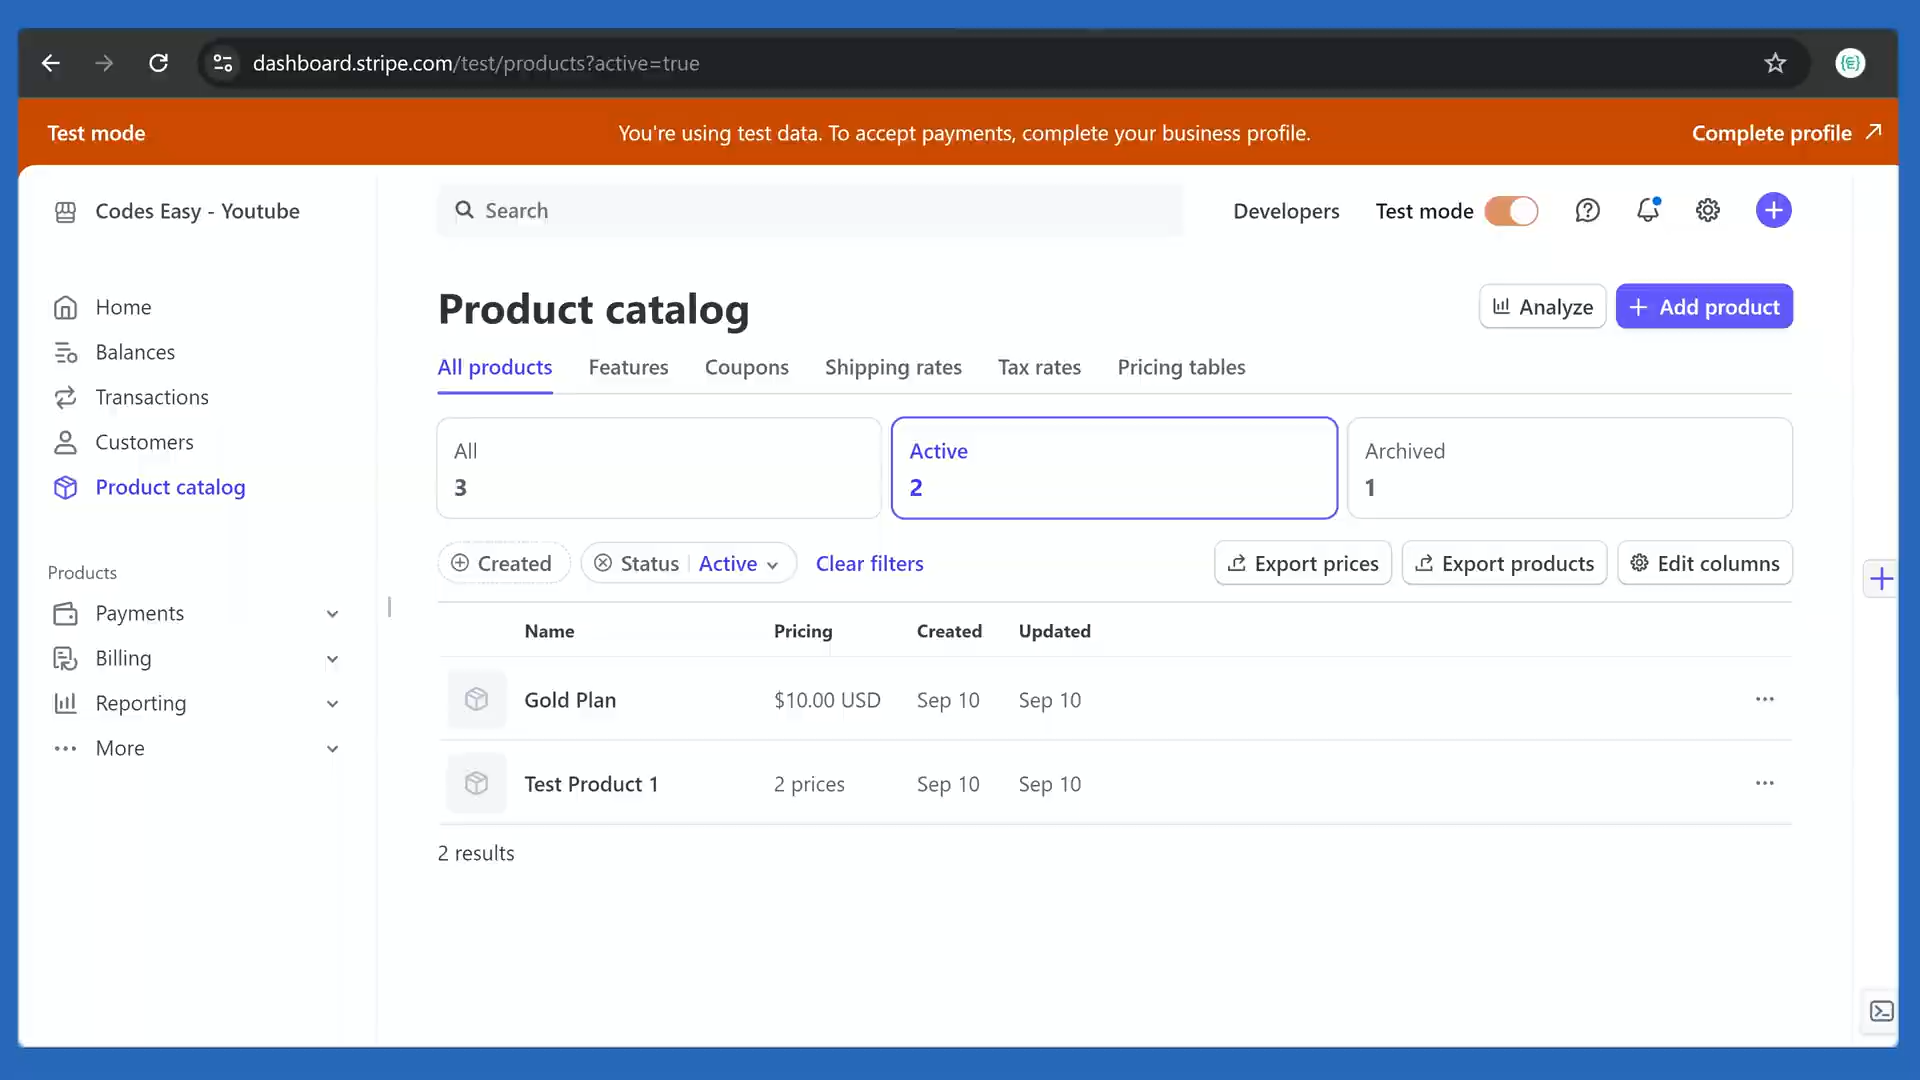 dashboard.stripe.com/test/products?active=true
Test mode
You're using test data. To accept payments, complete your business profile.
Complete profile
Codes Easy - Youtube
Search
Developers
Test mode
Home
Balances
Transactions
Customers
Product catalog
Products
Payments
Billing
Reporting
More
Product catalog
Analyze
Add product
All products
Features
Coupons
Shipping rates
Tax rates
Pricing tables
All
3
Active
2
Archived
1
Created
Status
Active
Clear filters
Export prices
Export products
Edit columns
Name Pricing Created Updated
Gold Plan $10.00 USD Sep 10 Sep 10
Test Product 1 2 prices Sep 10 Sep 10
2 results